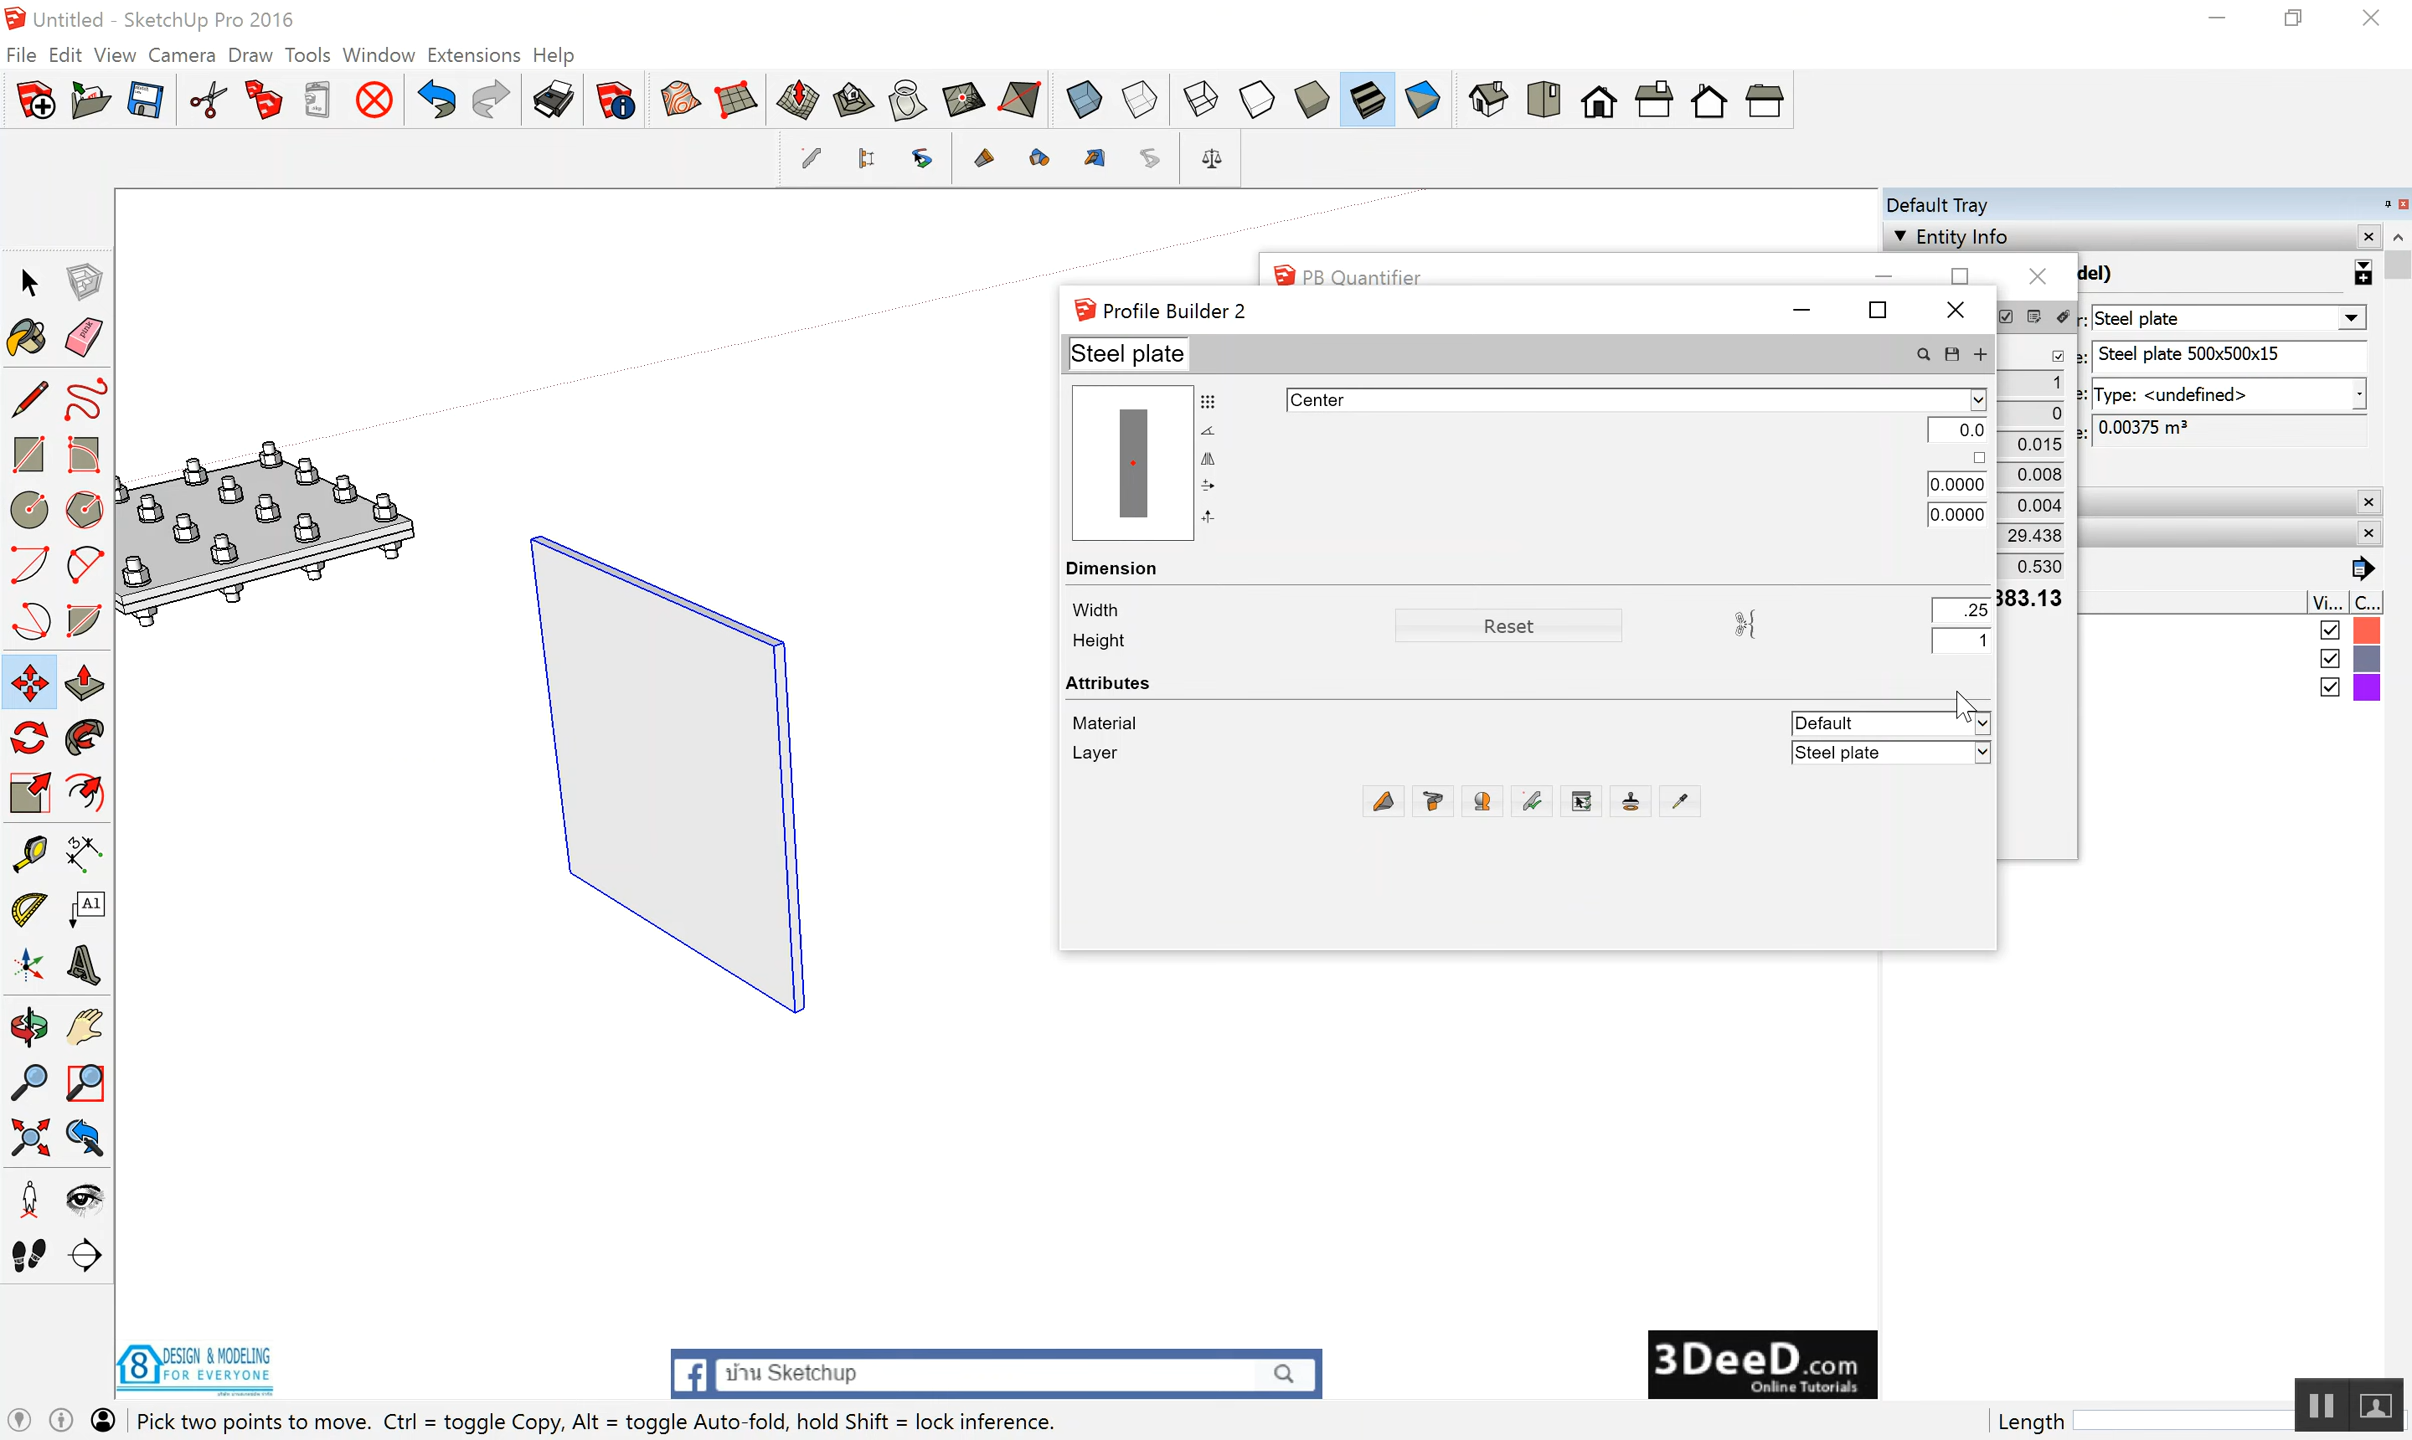 Untitled - SketchUp Pro 2016
File Edit View Camera Draw Tools Window Extensions Help
Default Tray
Entity Info
PB Quantifier
del)
Profile Builder 2
r: Steel plate
Steel plate
e: Steel plate 500x500x15
1
Center
e: Type: <undefined>
0
0.0
e: 0.00375 m³
0.015
0.008
0.0000
0.004
0.0000
29.438
0.530
Dimension
Width
.25
383.13
Vi... C...
Reset
Height
1
Attributes
Material
Default
Layer
Steel plate
A1
3
8 DESIGN & MODELING
FOR EVERYONE
บ้าน Sketchup
3DeeD.com
Online Tutorials
Pick two points to move. Ctrl = toggle Copy, Alt = toggle Auto-fold, hold Shift = lock inference.
Length